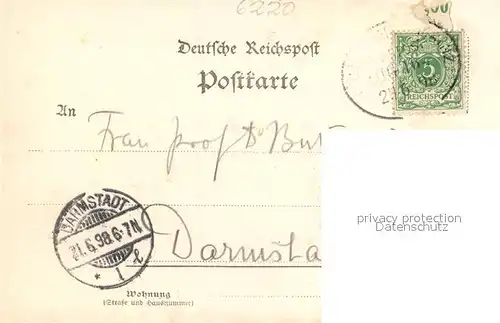 6220
Deutsche Reichspost
Postkarte
An
Frau Prof Dr
5
REICHSPOST
DARMSTADT
21.6.98.6-7N
* 1 *
privacy protection
Darmsta
Wohnung
(Straße und Hausnummer)